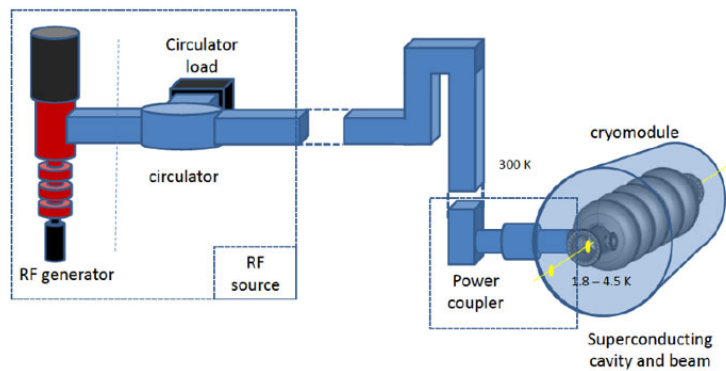 Circulator
load
cryomodule
300 K
circulator
RF generator
RF
source
Power
coupler
1.8 – 4.5 K
Superconducting
cavity and beam